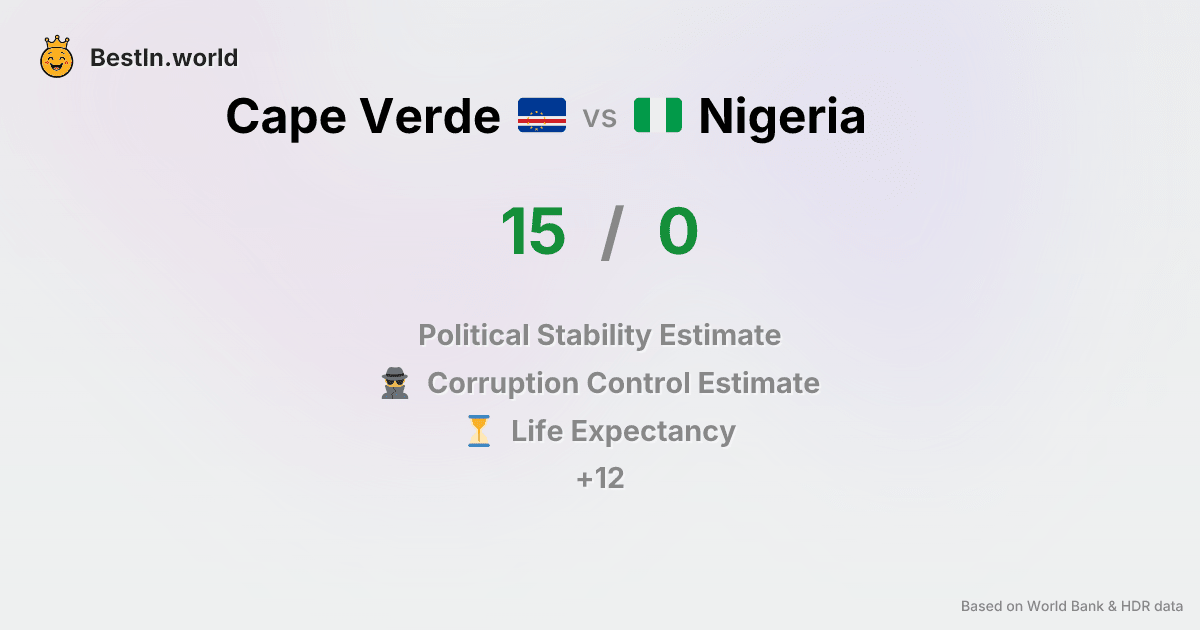 BestIn.world
Cape Verde vs Nigeria
15 / 0
Political Stability Estimate
Corruption Control Estimate
Life Expectancy
+12
Based on World Bank & HDR data